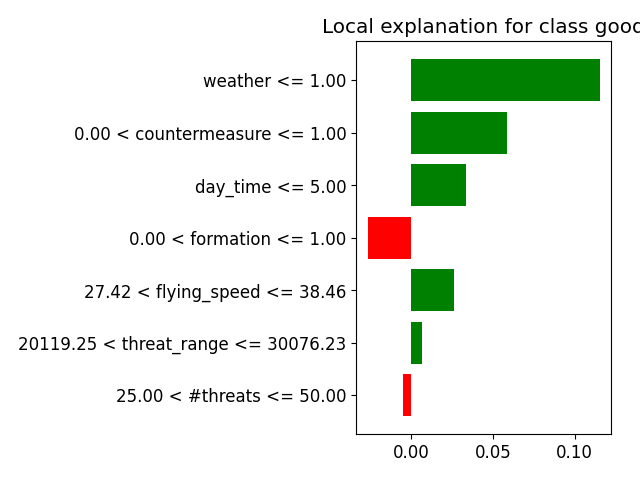 Local explanation for class good
weather <= 1.00
0.00 < countermeasure <= 1.00
day_time <= 5.00
0.00 < formation <= 1.00
27.42 < flying_speed <= 38.46
20119.25 < threat_range <= 30076.23
25.00 < #threats <= 50.00
0.00 0.05 0.10